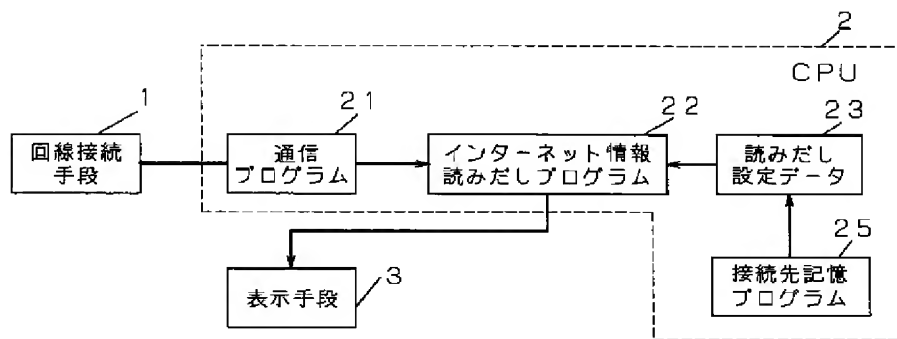 2
CPU
1
回線接続
手段
21
通信
プログラム
22
インターネット情報
読みだしプログラム
23
読みだし
設定データ
25
接続先記憶
プログラム
3
表示手段